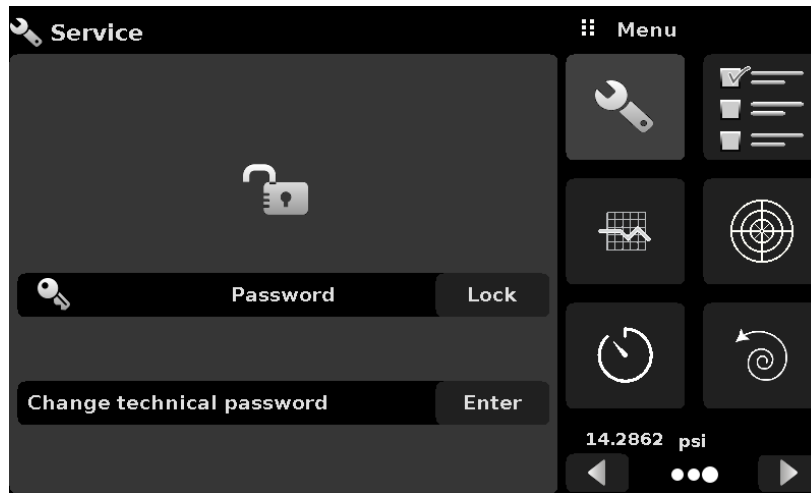 Service
Menu
Password Lock
Change technical password Enter
14.2862 psi